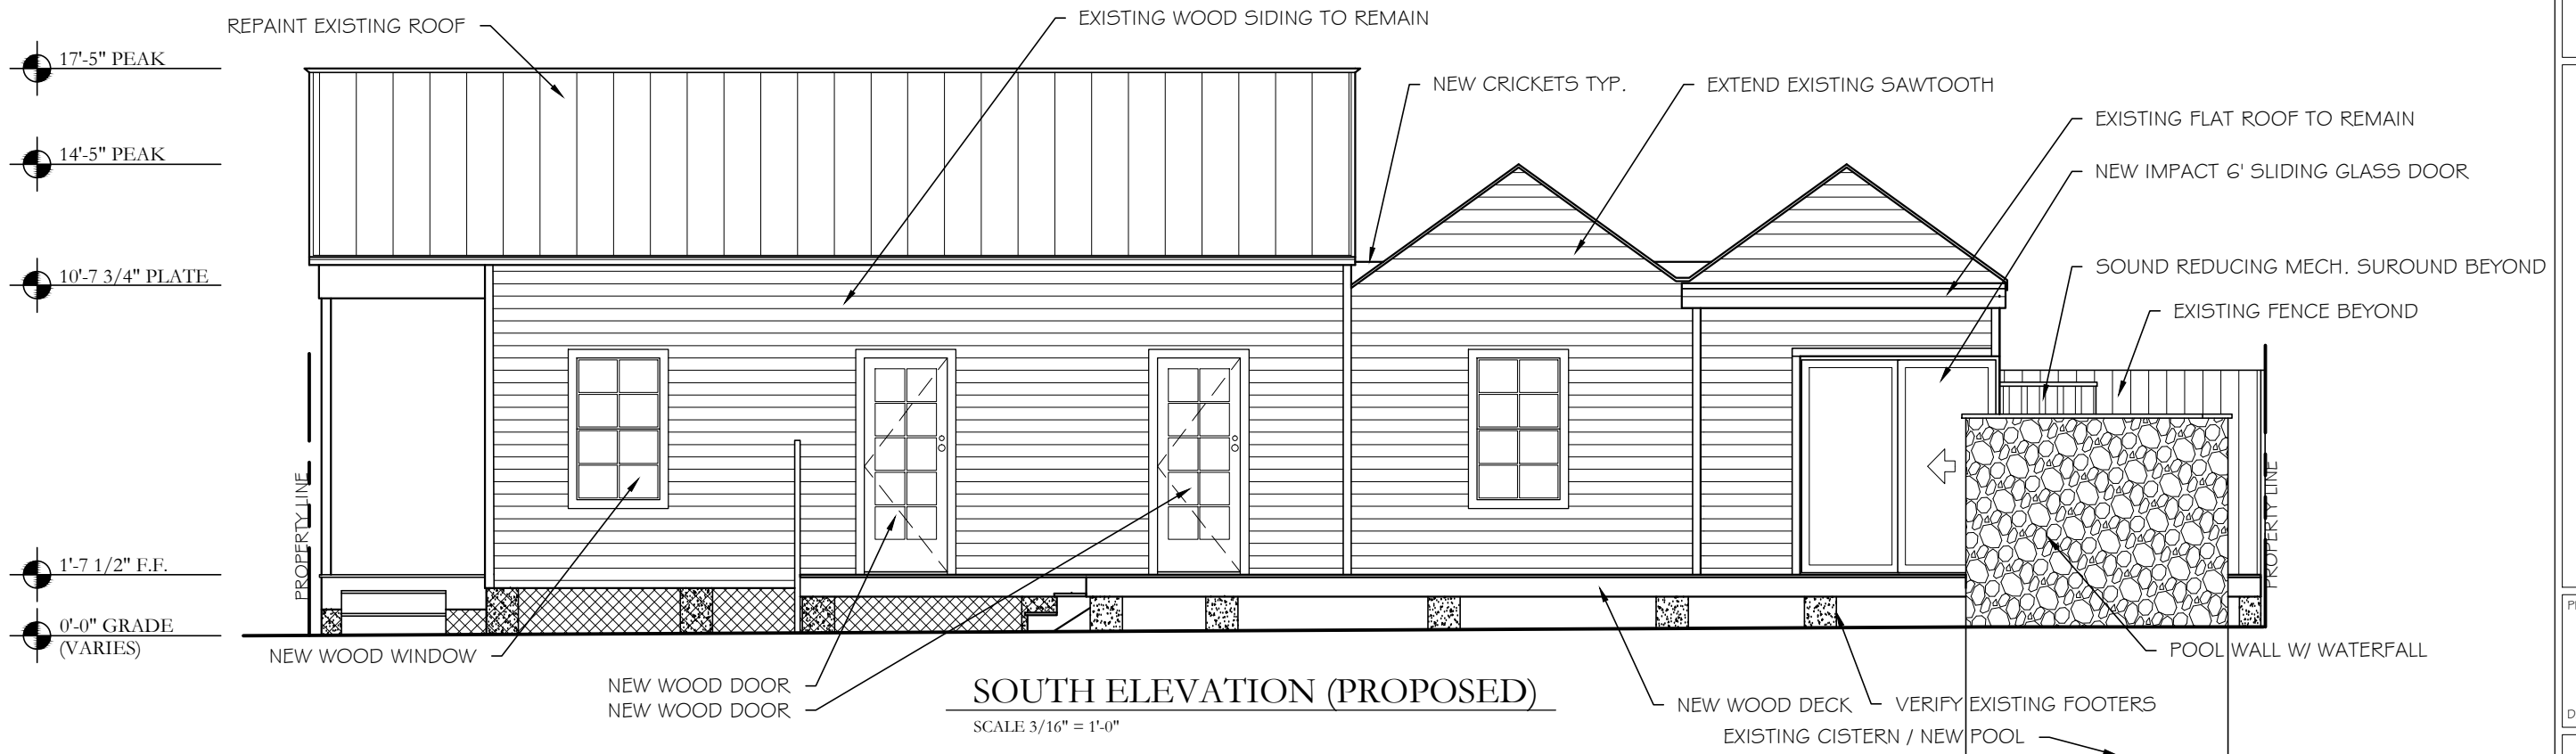 REPAINT EXISTING ROOF
EXISTING WOOD SIDING TO REMAIN
17'-5" PEAK
NEW CRICKETS TYP.
EXTEND EXISTING SAWTOOTH
EXISTING FLAT ROOF TO REMAIN
14'-5" PEAK
NEW IMPACT 6' SLIDING GLASS DOOR
10'-7 3/4" PLATE
SOUND REDUCING MECH. SUROUND BEYOND
EXISTING FENCE BEYOND
PROPERTY LINE
PROPERTY LINE
1'-7 1/2" F.F.
0'-0" GRADE
(VARIES)
NEW WOOD WINDOW
POOL WALL W/ WATERFALL
NEW WOOD DOOR
NEW WOOD DOOR
SOUTH ELEVATION (PROPOSED)
SCALE 3/16" = 1'-0"
NEW WOOD DECK
VERIFY EXISTING FOOTERS
EXISTING CISTERN / NEW POOL